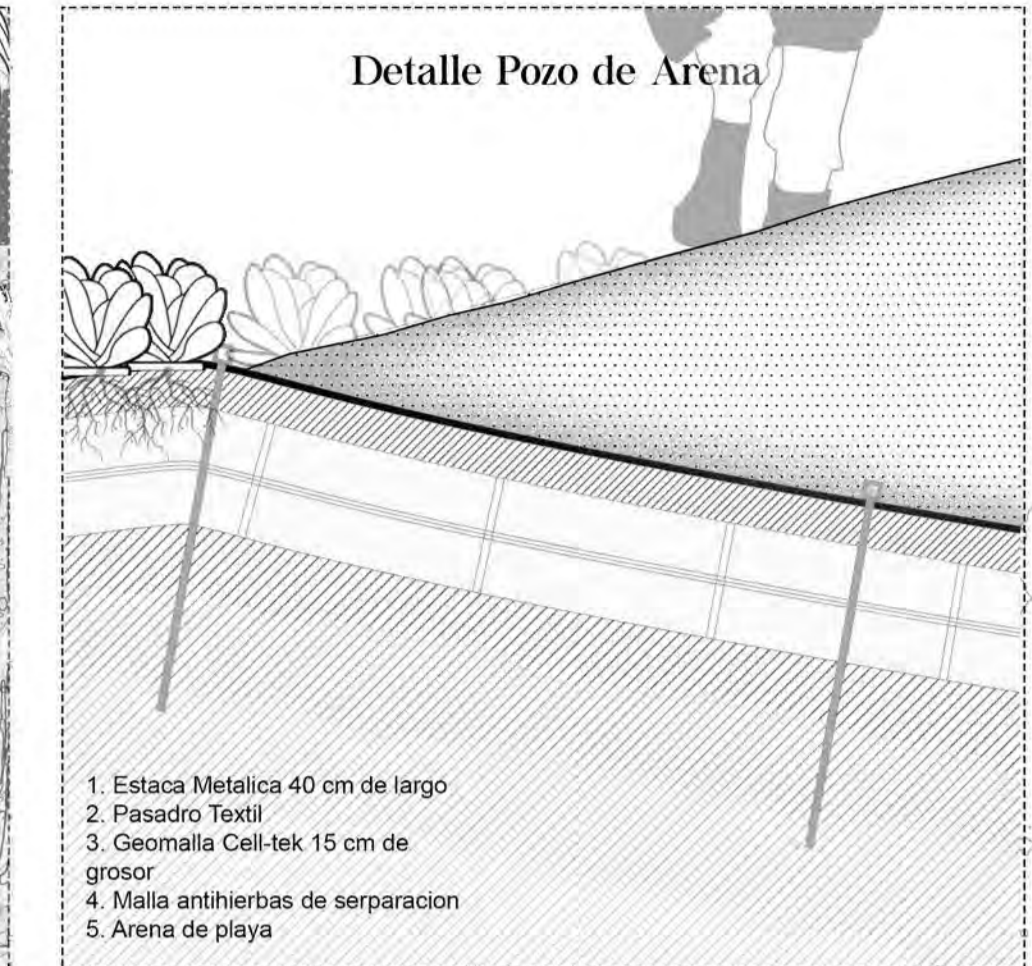 Detalle Pozo de Arena
1. Estaca Metalica 40 cm de largo
2. Pasadro Textil
3. Geomalla Cell-tek 15 cm de
grosor
4. Malla antihierbas de serparacion
5. Arena de playa